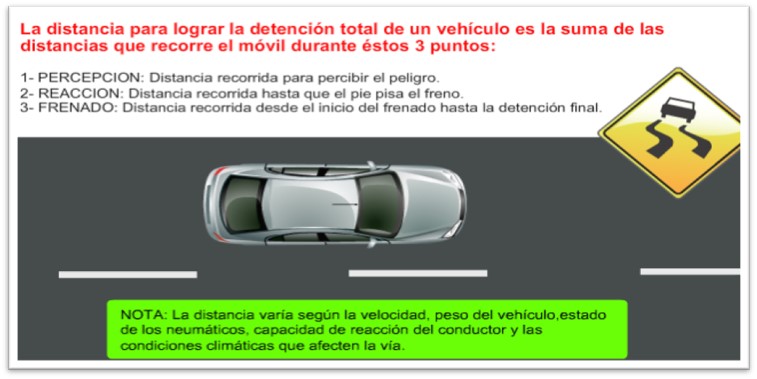 La distancia para lograr la detención total de un vehículo es la suma de las
distancias que recorre el móvil durante éstos 3 puntos:
1- PERCEPCION: Distancia recorrida para percibir el peligro.
2- REACCION: Distancia recorrida hasta que el pie pisa el freno.
3- FRENADO: Distancia recorrida desde el inicio del frenado hasta la detención final.
NOTA: La distancia varía según la velocidad, peso del vehículo,estado
de los neumáticos, capacidad de reacción del conductor y las
condiciones climáticas que afecten la vía.